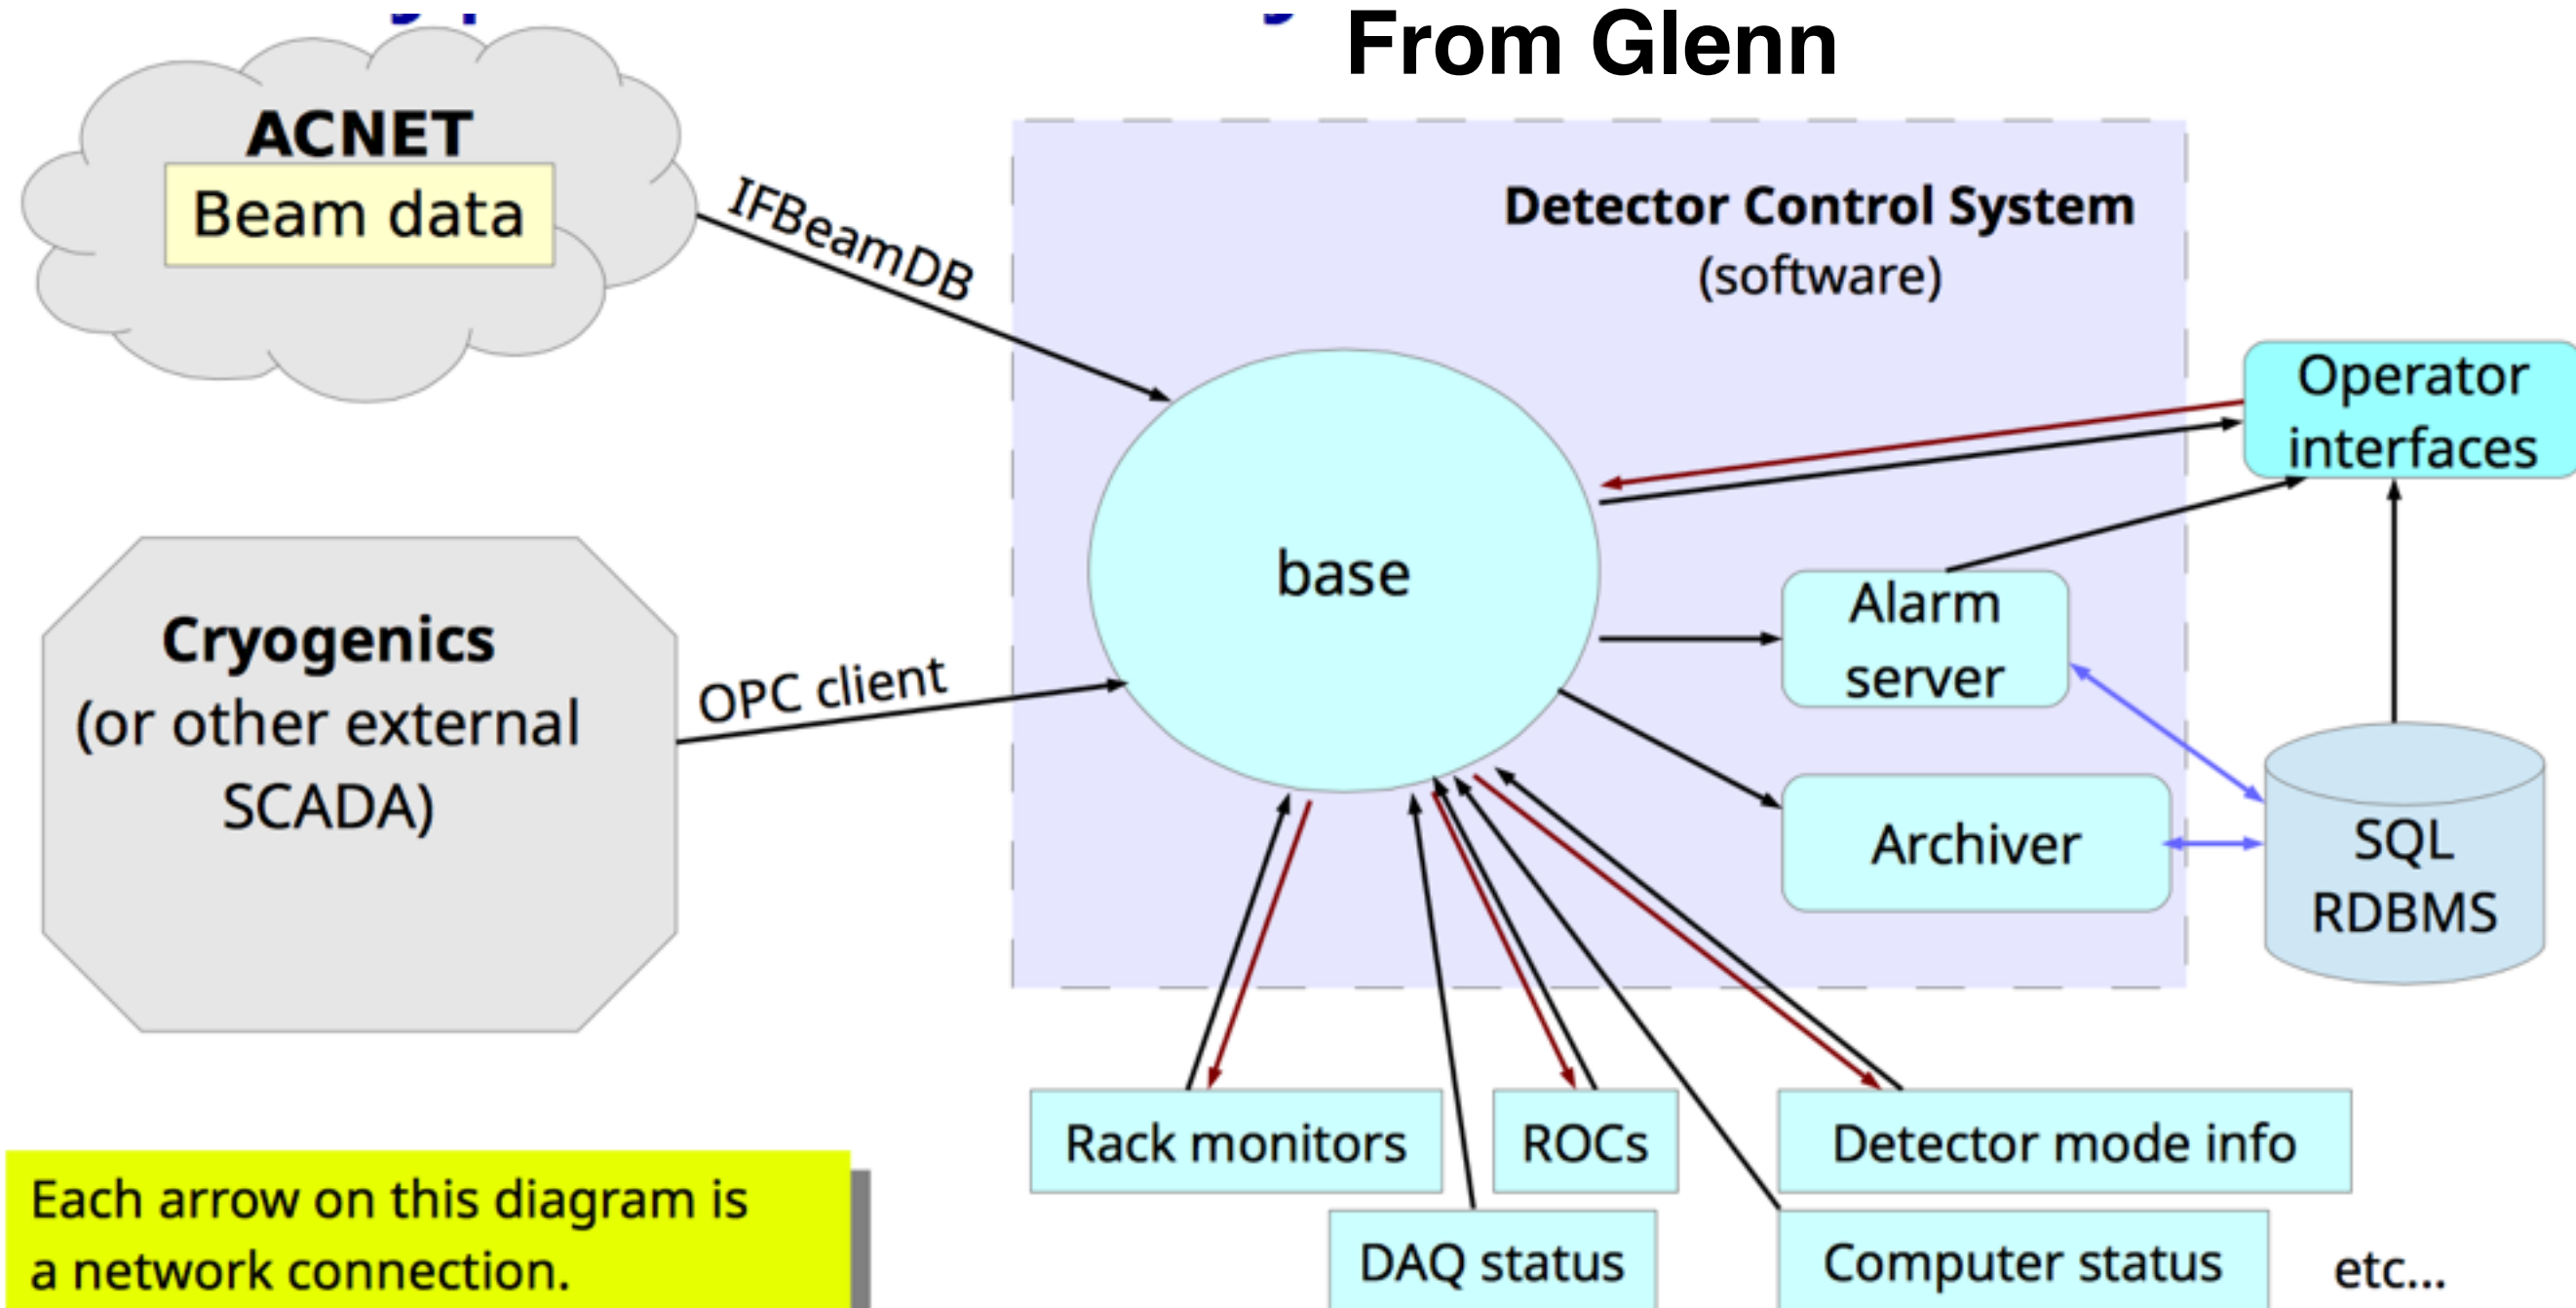 From Glenn
ACNET
Beam data
IFBeamDB
Detector Control System
(software)
Operator
interfaces
base
Alarm
server
Cryogenics
(or other external
SCADA)
OPC client
Archiver
SQL
RDBMS
Rack monitors
ROCs
Detector mode info
Each arrow on this diagram is
a network connection.
DAQ status
Computer status
etc...